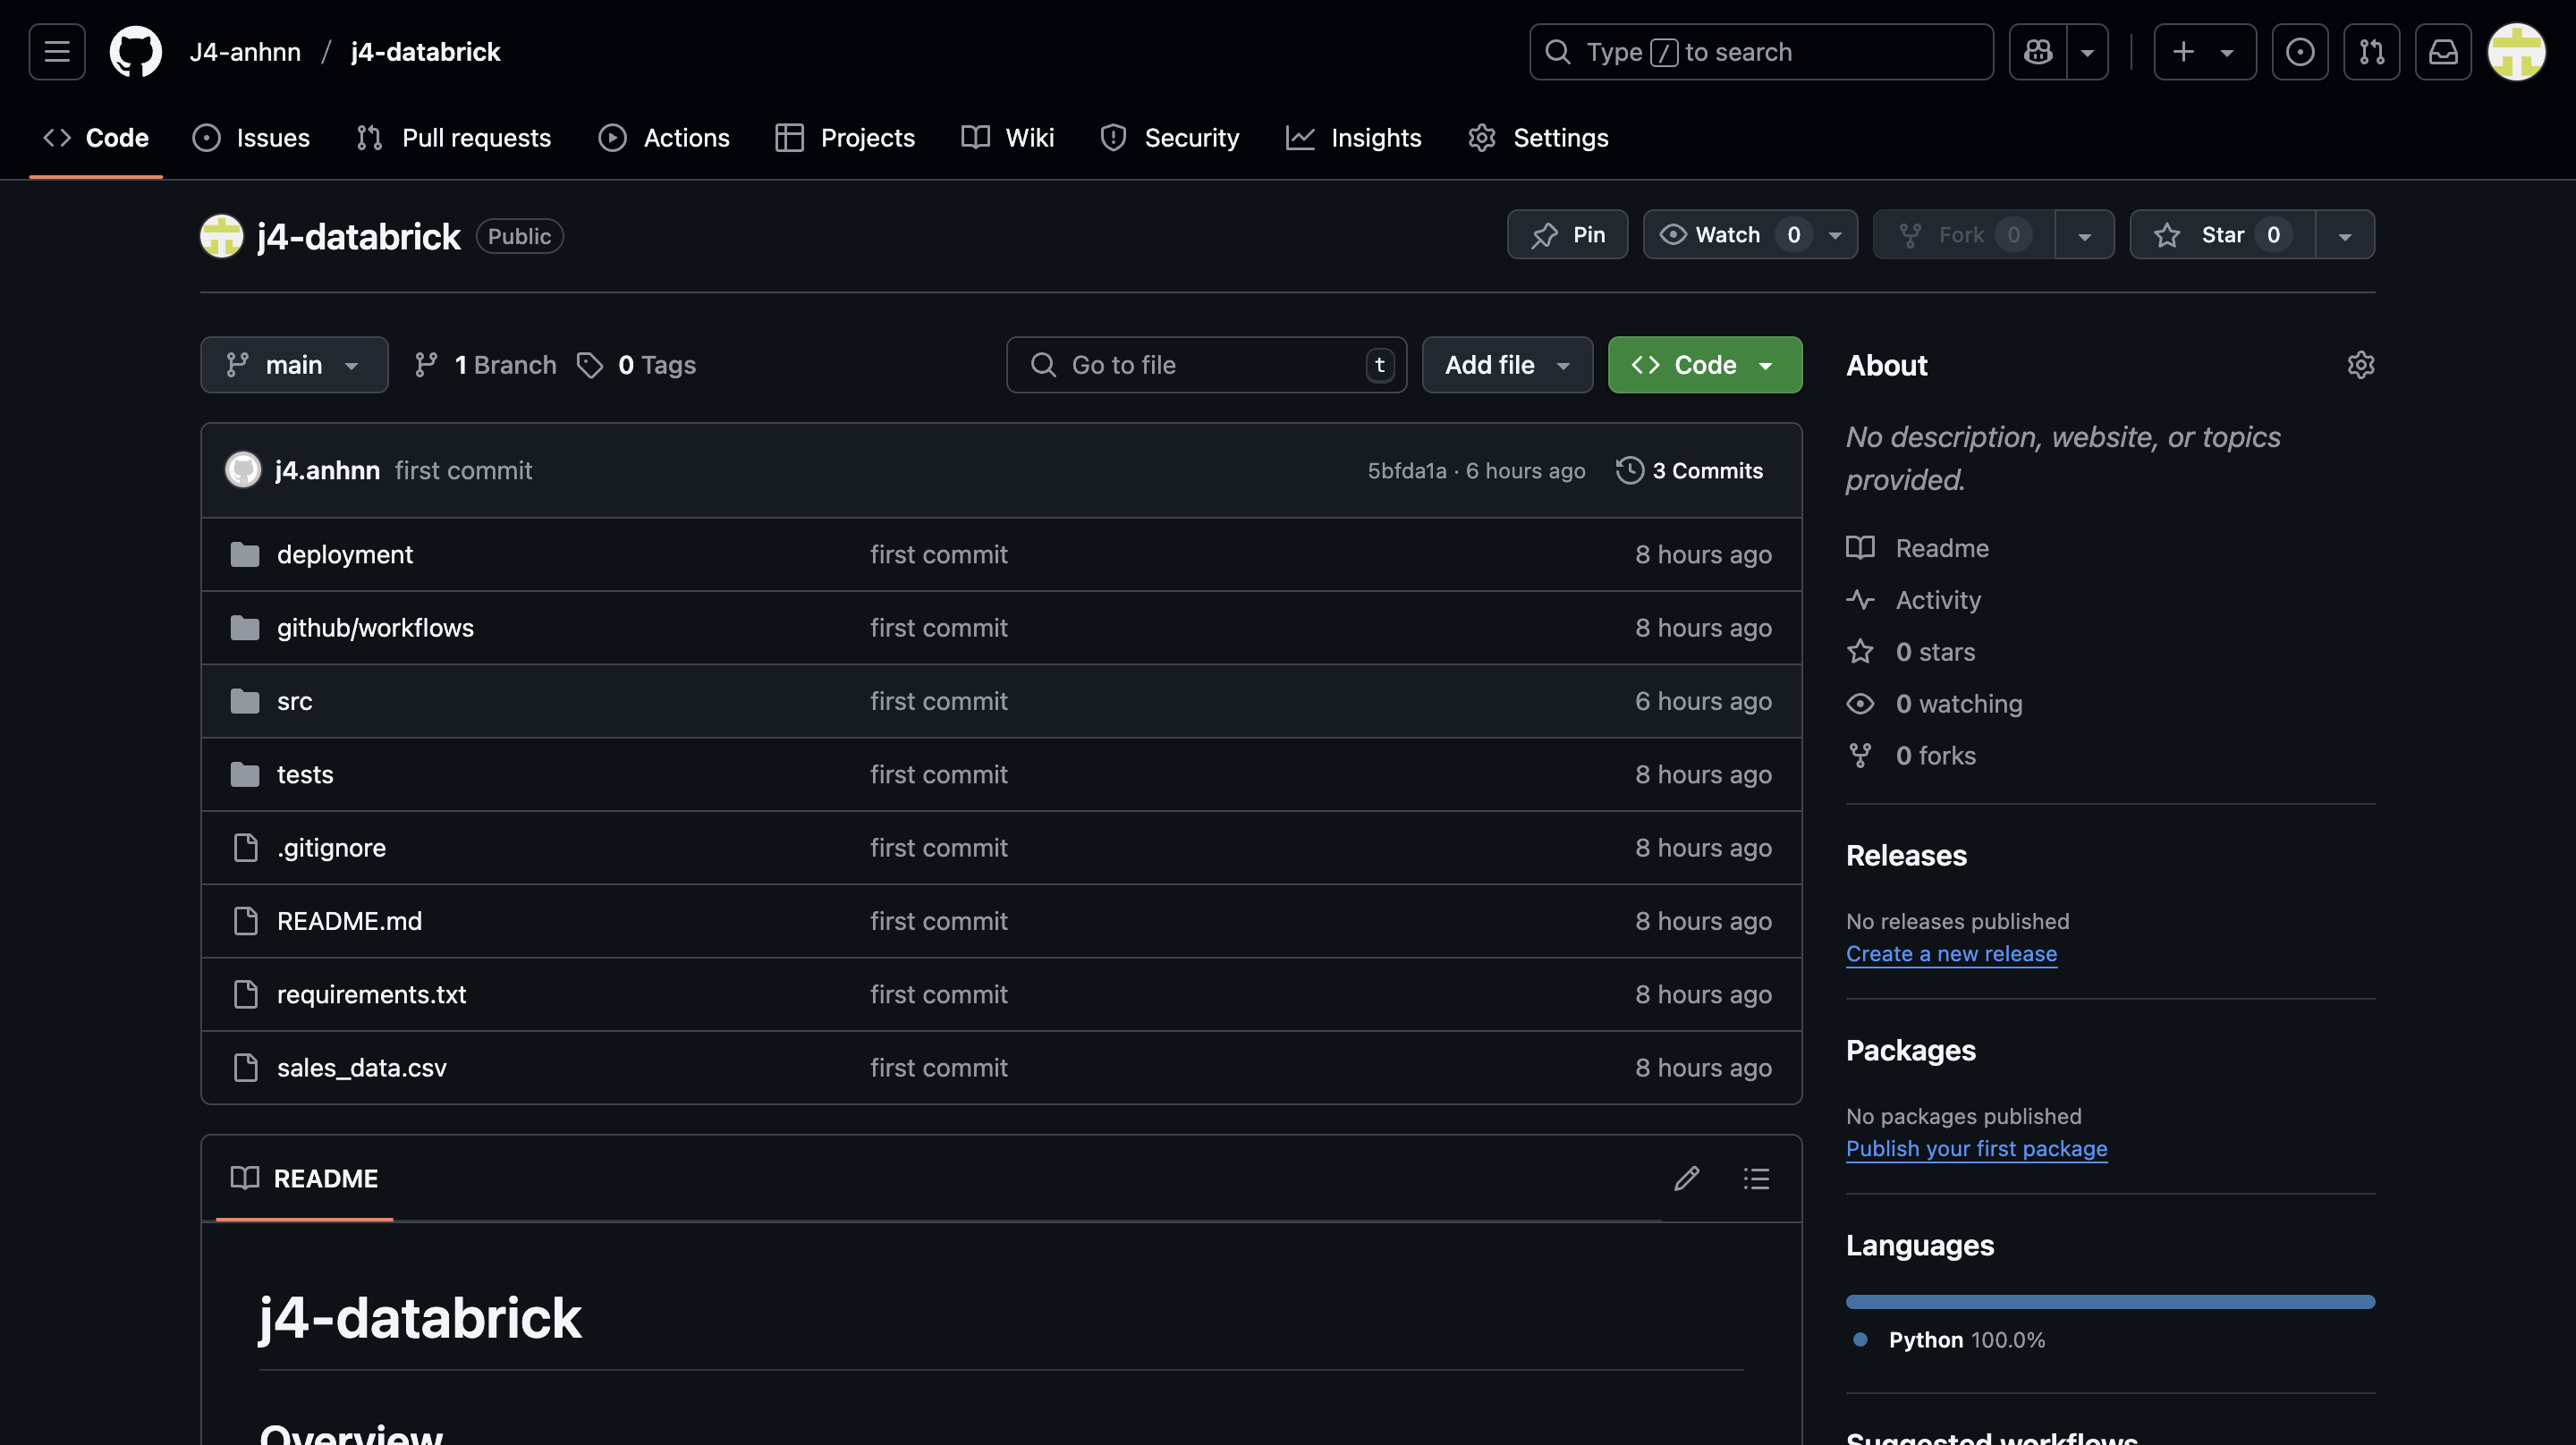 J4-anhnn / j4-databrick
Type / to search
Code Issues Pull requests Actions Projects Wiki Security Insights Settings
j4-databrick Public
Pin Watch 0 Fork 0 Star 0
main 1 Branch 0 Tags
Go to file t Add file Code
j4.anhnn first commit 5bfda1a · 6 hours ago 3 Commits
deployment first commit 8 hours ago
github/workflows first commit 8 hours ago
src first commit 6 hours ago
tests first commit 8 hours ago
.gitignore first commit 8 hours ago
README.md first commit 8 hours ago
requirements.txt first commit 8 hours ago
sales_data.csv first commit 8 hours ago
README
j4-databrick
Overview
About
No description, website, or topics
provided.
Readme
Activity
0 stars
0 watching
0 forks
Releases
No releases published
Create a new release
Packages
No packages published
Publish your first package
Languages
Python 100.0%
Suggested workflows